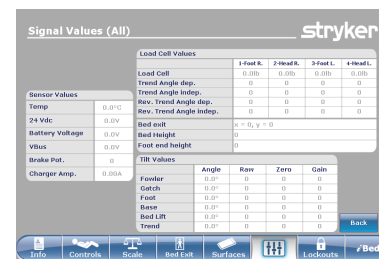 Signal Values (All)
stryker
Load Cell Values
1-Foot R. 2-Head R. 3-Foot L. 4-Head L.
Load Cell 0.0lb 0.0lb 0.0lb 0.0lb
Trend Angle dep. 0 0 0 0
Trend Angle indep. 0 0 0 0
Rev. Trend Angle dep. 0 0 0 0
Rev. Trend Angle indep. 0 0 0 0
Bed exit x = 0, y = 0
Bed Height 0
Foot end height 0
Sensor Values
Temp 0.0°C
24 Vdc 0.0V
Battery Voltage 0.0V
VBus 0.0V
Brake Pot. 0
Charger Amp. 0.00A
Tilt Values
Angle Raw Zero Gain
Fowler 0.0° 0 0 0
Gatch 0.0° 0 0 0
Foot 0.0° 0 0 0
Base 0.0° 0 0 0
Bed Lift 0.0° 0 0 0
Trend 0.0° 0 0 0
Back
Info Controls Scale Bed Exit Surfaces Lockouts iBed